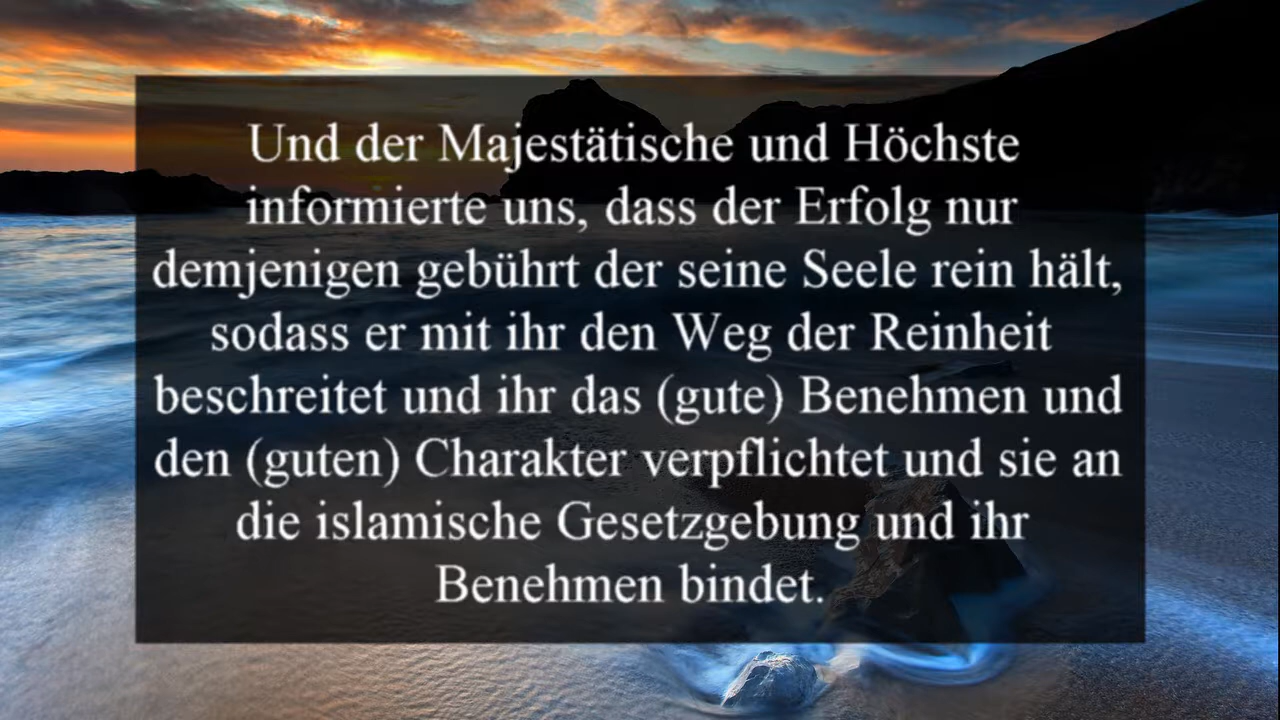 Und der Majestätische und Höchste
informierte uns, dass der Erfolg nur
demjenigen gebührt der seine Seele rein hält,
sodass er mit ihr den Weg der Reinheit
beschreitet und ihr das (gute) Benehmen und
den (guten) Charakter verpflichtet und sie an
die islamische Gesetzgebung und ihr
Benehmen bindet.